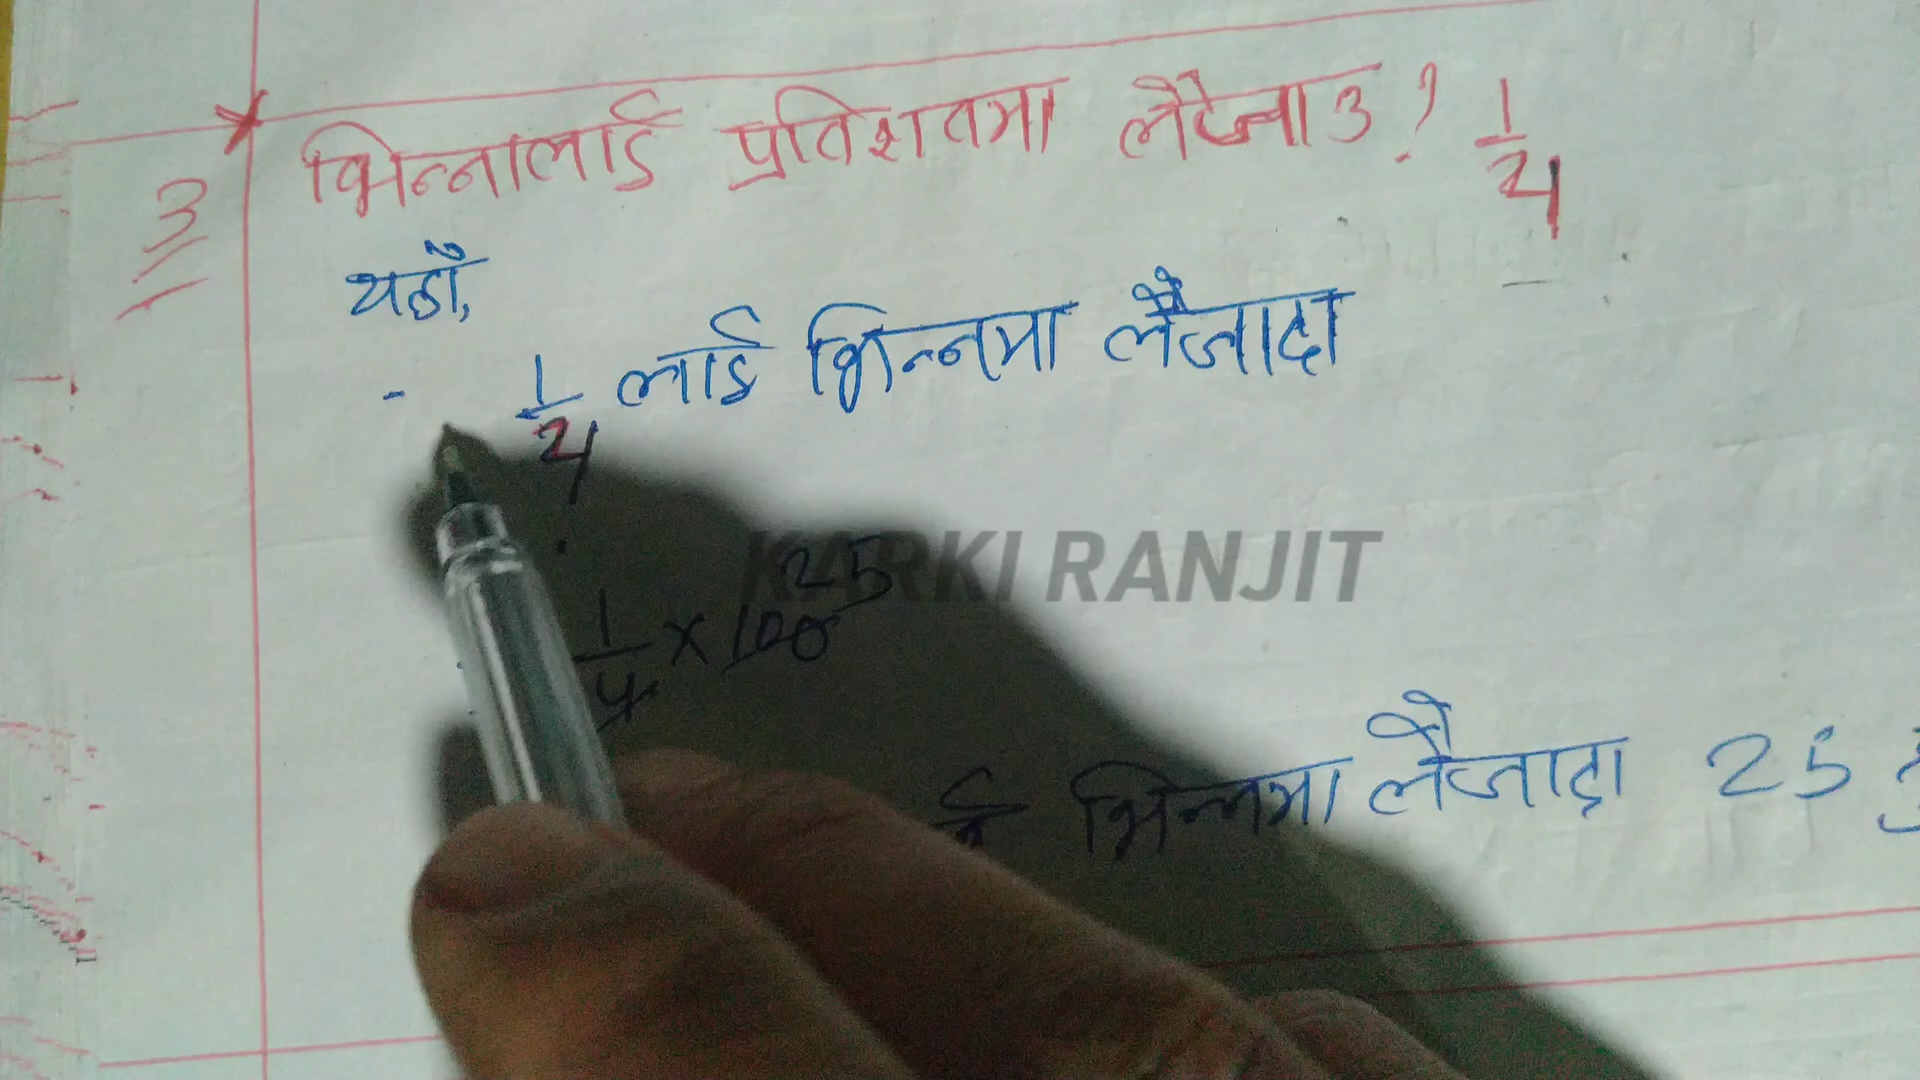 3 भिन्नालाई प्रतिशतमा लैज्वाउ? 1/4
यहाँ,
- 1/4 लाई भिन्नमा लैजादा
KARKI RANJIT
25
1/4 x 100
भिन्नमा लैजादा 25